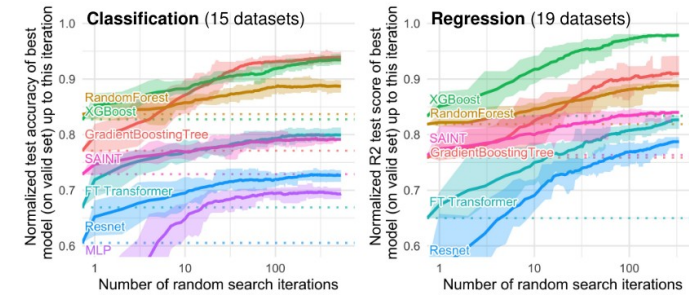 Classification (15 datasets)
Normalized test accuracy of best
model (on valid set) up to this iteration
1.0
0.9
0.8
0.7
0.6
RandomForest
XGBoost
GradientBoostingTree
SAINT
FT Transformer
Resnet
MLP
1
10
100
Number of random search iterations
Regression (19 datasets)
Normalized R2 test score of best
model (on valid set) up to this iteration
1.0
0.9
0.8
0.7
0.6
XGBoost
RandomForest
SAINT
GradientBoostingTree
FT Transformer
Resnet
1
10
100
Number of random search iterations